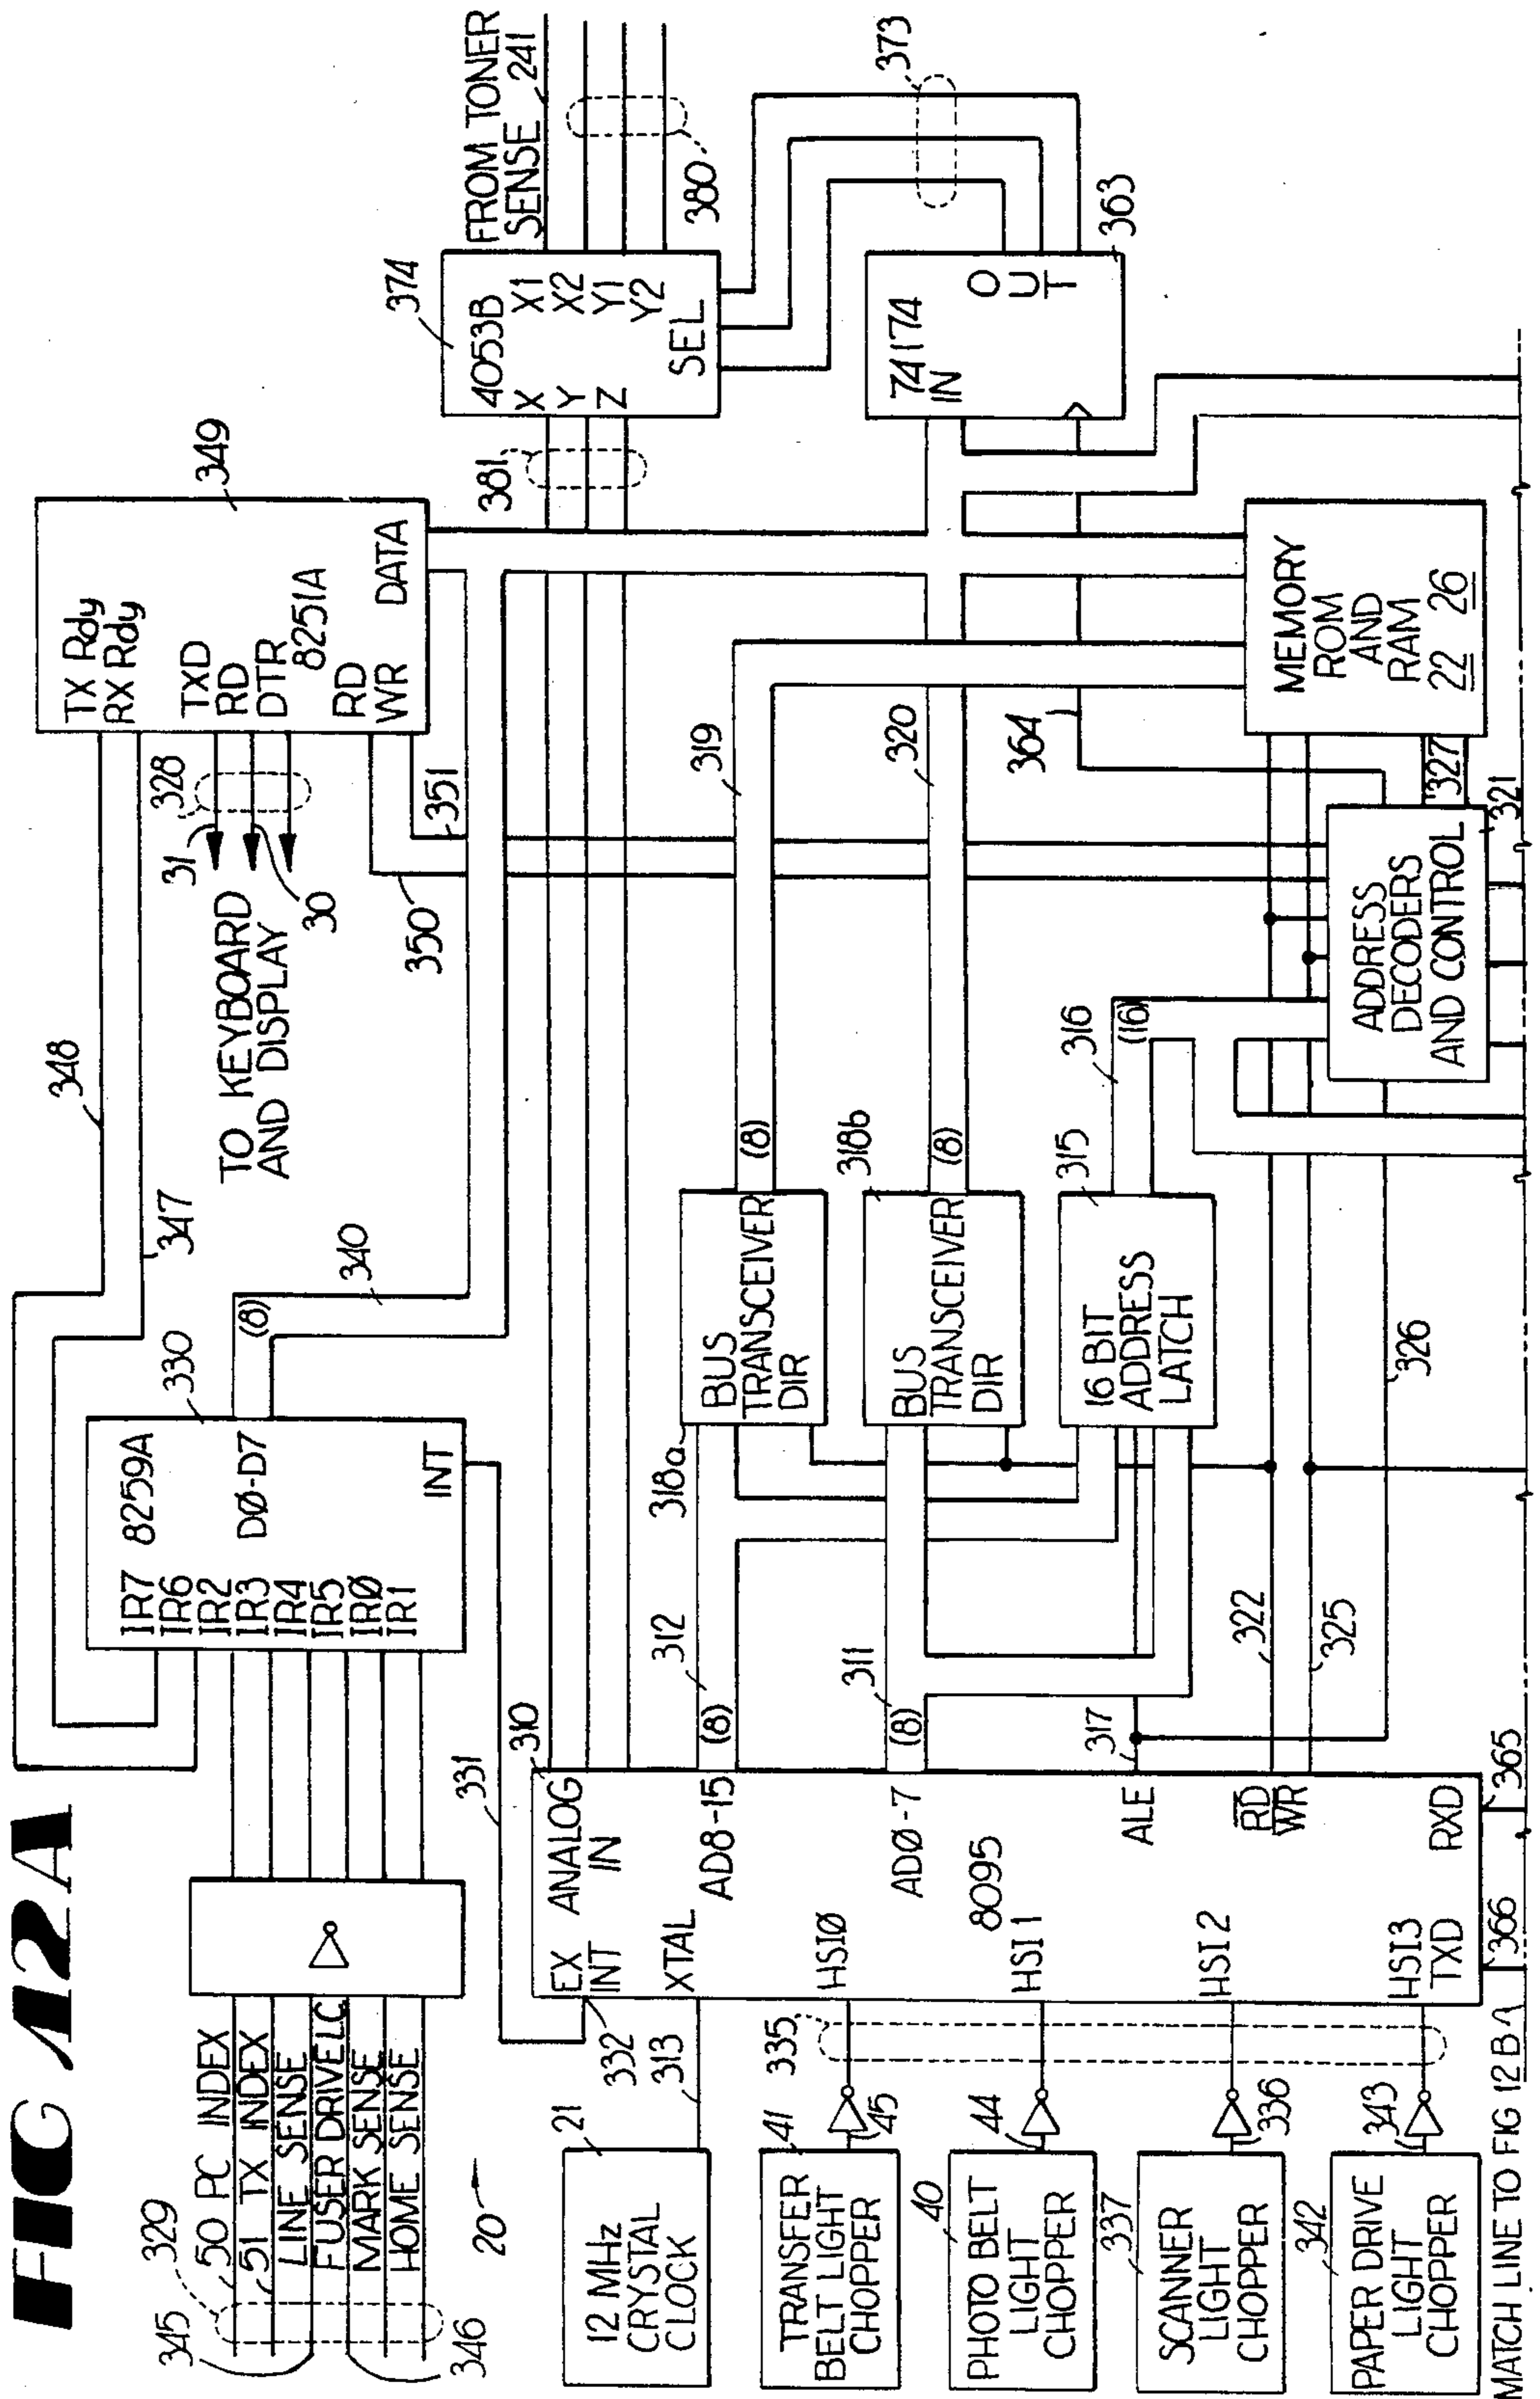 FIG 12A
329
345
50 PC INDEX
51 TX INDEX
LINE SENSE
FUSER DRIVE LC
MARK SENSE
HOME SENSE
346
20
IR7 8259A
IR6
IR2
IR3 DØ-D7
IR4
IR5
IRØ
IR1
INT
330
(8)
340
331
332
348
347
349
TX Rdy
RX Rdy
TXD
RD
DTR
8251A
RD
WR
DATA
328
31
30
TO KEYBOARD
AND DISPLAY
350
351
374
4053B
X X1
Y X2
Z Y1
Y2
SEL
FROM TONER
SENSE 241
380
381
373
363
74174
IN
OUT
364
12 MHz
CRYSTAL
CLOCK
21
313
TRANSFER
BELT LIGHT
CHOPPER
41
45
335
PHOTO BELT
LIGHT
CHOPPER
40
44
SCANNER
LIGHT
CHOPPER
337
336
PAPER DRIVE
LIGHT
CHOPPER
342
343
310
EX
INT
ANALOG
IN
XTAL
AD8-15
HSIØ
ADØ-7
8095
HSI1
ALE
HSI2
RD
WR
HSI3
TXD
RXD
366
365
312
(8)
311
(8)
317
322
325
326
318a
BUS
TRANSCEIVER
DIR
(8)
319
318b
BUS
TRANSCEIVER
DIR
(8)
320
315
16 BIT
ADDRESS
LATCH
316
(16)
ADDRESS
DECODERS
AND CONTROL
321
327
MEMORY
ROM
AND
RAM
22 26
MATCH LINE TO FIG 12B